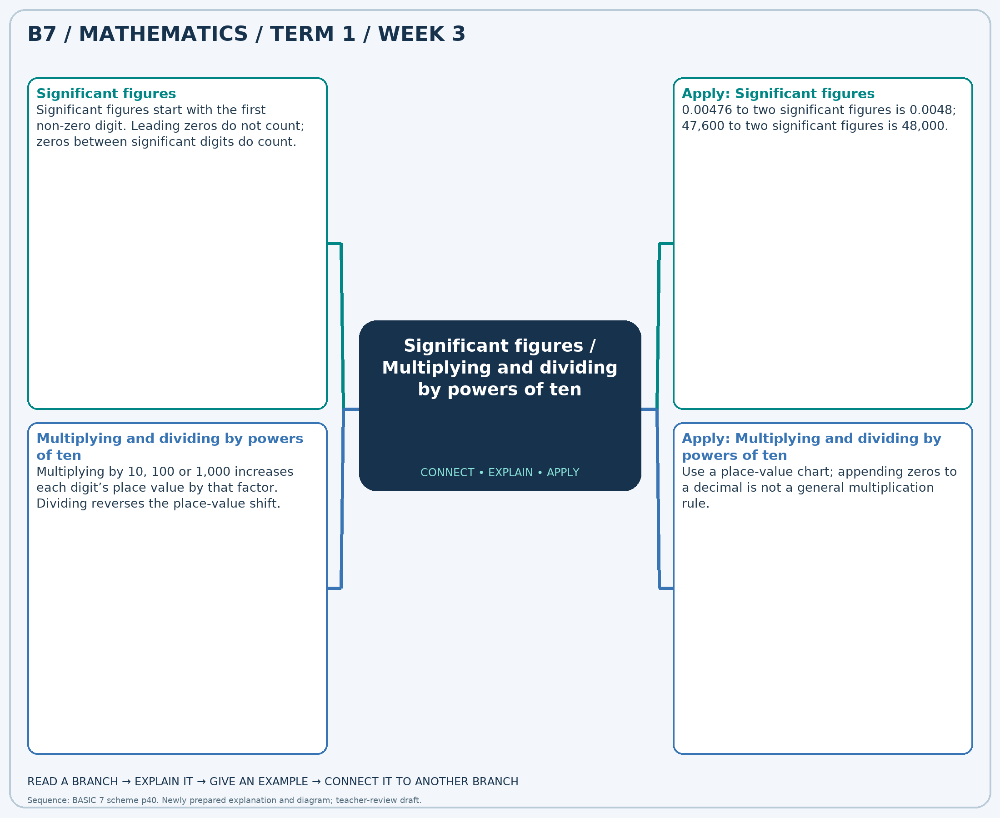 B7 / MATHEMATICS / TERM 1 / WEEK 3
Significant figures
Significant figures start with the first
non-zero digit. Leading zeros do not count;
zeros between significant digits do count.
Apply: Significant figures
0.00476 to two significant figures is 0.0048;
47,600 to two significant figures is 48,000.
Significant figures /
Multiplying and dividing
by powers of ten
CONNECT • EXPLAIN • APPLY
Multiplying and dividing by powers
of ten
Multiplying by 10, 100 or 1,000 increases
each digit’s place value by that factor.
Dividing reverses the place-value shift.
Apply: Multiplying and dividing by
powers of ten
Use a place-value chart; appending zeros to
a decimal is not a general multiplication
rule.
READ A BRANCH → EXPLAIN IT → GIVE AN EXAMPLE → CONNECT IT TO ANOTHER BRANCH
Sequence: BASIC 7 scheme p40. Newly prepared explanation and diagram; teacher-review draft.